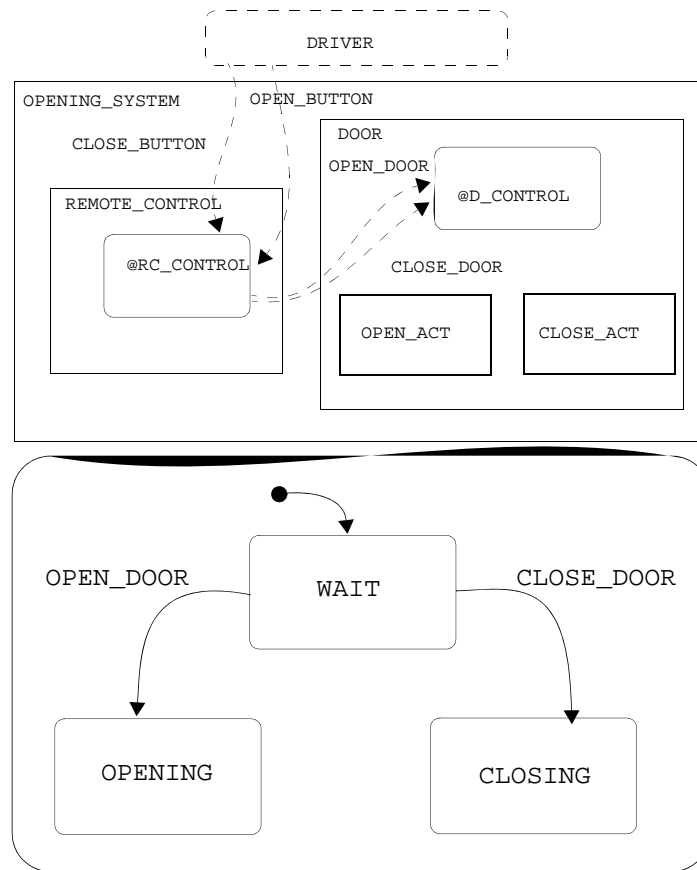 DRIVER
OPENING_SYSTEM
OPEN_BUTTON
CLOSE_BUTTON
DOOR
OPEN_DOOR
@D_CONTROL
REMOTE_CONTROL
@RC_CONTROL
CLOSE_DOOR
OPEN_ACT
CLOSE_ACT
OPEN_DOOR
WAIT
CLOSE_DOOR
OPENING
CLOSING